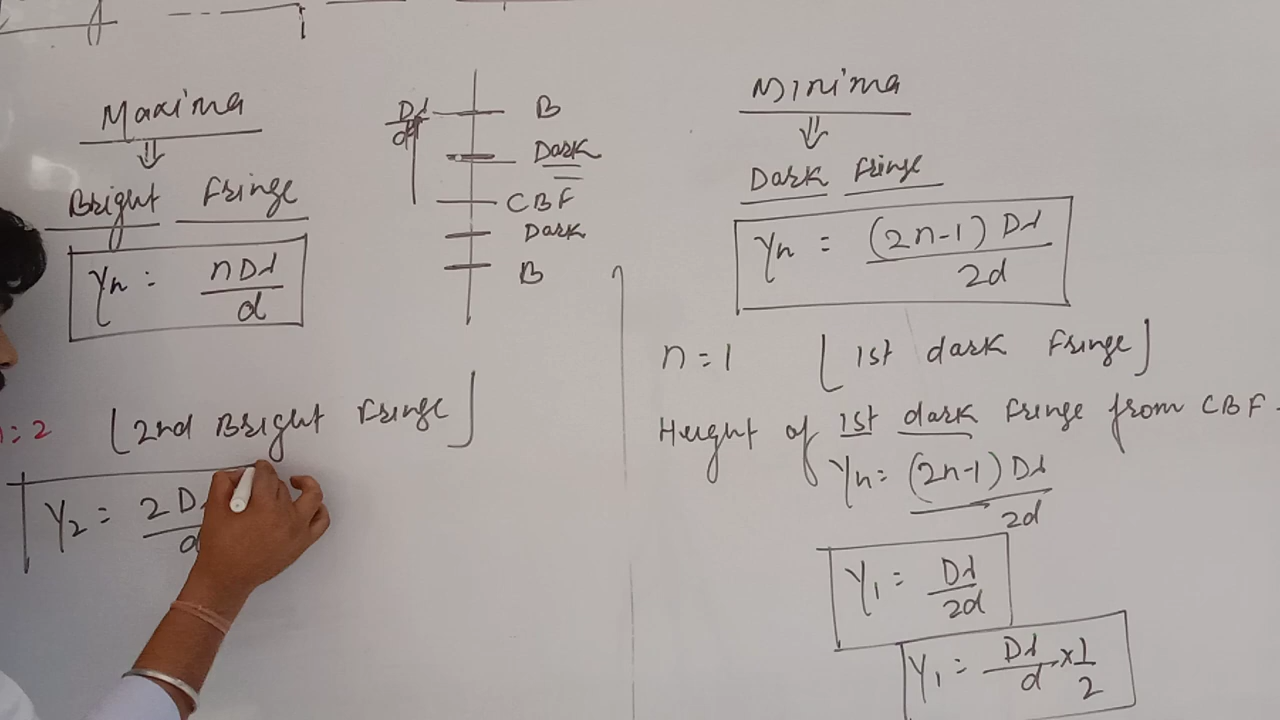 Maxima
⇓
Bright Fringe
Yn = nDλ/d
n=2 [2nd Bright Fringe]
Y2 = 2Dλ/d
Dλ/d
B
Dark
CBF
Dark
B
Minima
⇓
Dark Fringe
Yn = (2n-1) Dλ/2d
n=1 [1st dark Fringe]
Height of 1st dark Fringe from CBF.
Yn = (2n-1) Dλ/2d
Y1 = Dλ/2d
Y1 = Dλ/d × 1/2